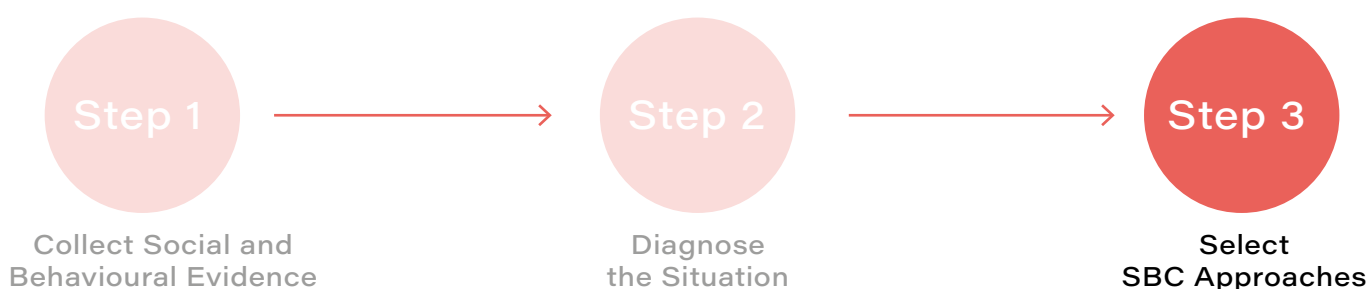 Step 1
Step 2
Step 3
Collect Social and
Behavioural Evidence
Diagnose
the Situation
Select
SBC Approaches